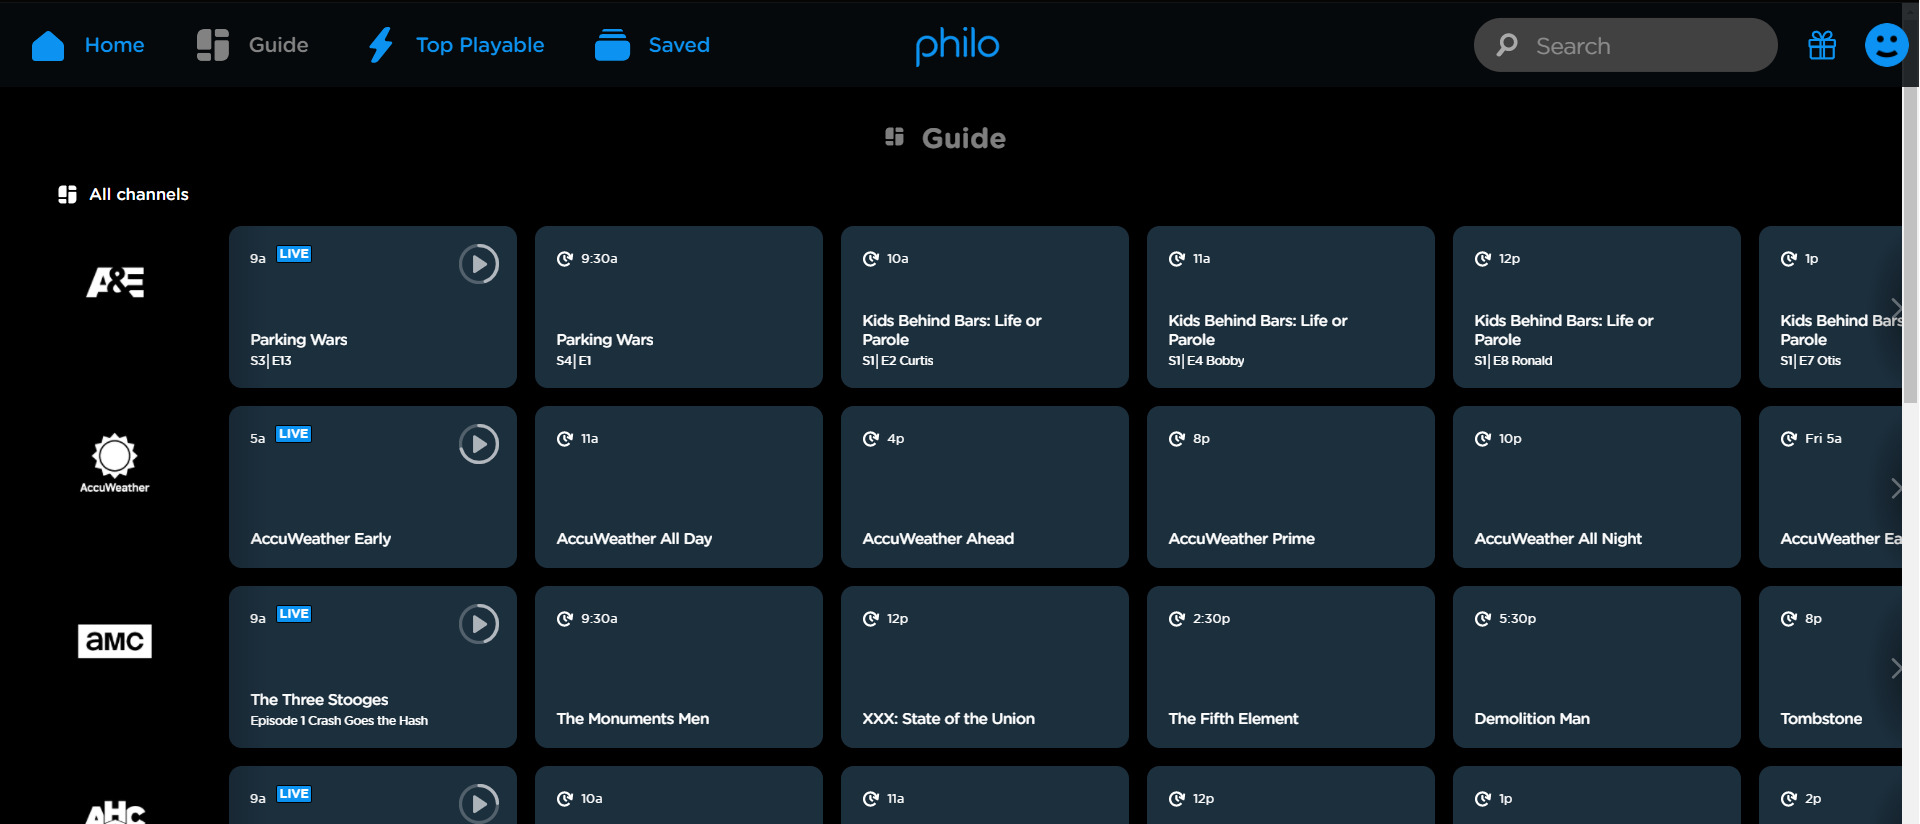 Home
Guide
Top Playable
Saved
philo
Search
Guide
All channels
A&E
9a LIVE
Parking Wars
S3|E13
9:30a
Parking Wars
S4|E1
10a
Kids Behind Bars: Life or
Parole
S1|E2 Curtis
11a
Kids Behind Bars: Life or
Parole
S1|E4 Bobby
12p
Kids Behind Bars: Life or
Parole
S1|E8 Ronald
1p
Kids Behind Bars
Parole
S1|E7 Otis
AccuWeather
5a LIVE
AccuWeather Early
11a
AccuWeather All Day
4p
AccuWeather Ahead
8p
AccuWeather Prime
10p
AccuWeather All Night
Fri 5a
AccuWeather Ea
aMC
9a LIVE
The Three Stooges
Episode 1 Crash Goes the Hash
9:30a
The Monuments Men
12p
XXX: State of the Union
2:30p
The Fifth Element
5:30p
Demolition Man
8p
Tombstone
AHC
9a LIVE
10a
11a
12p
1p
2p